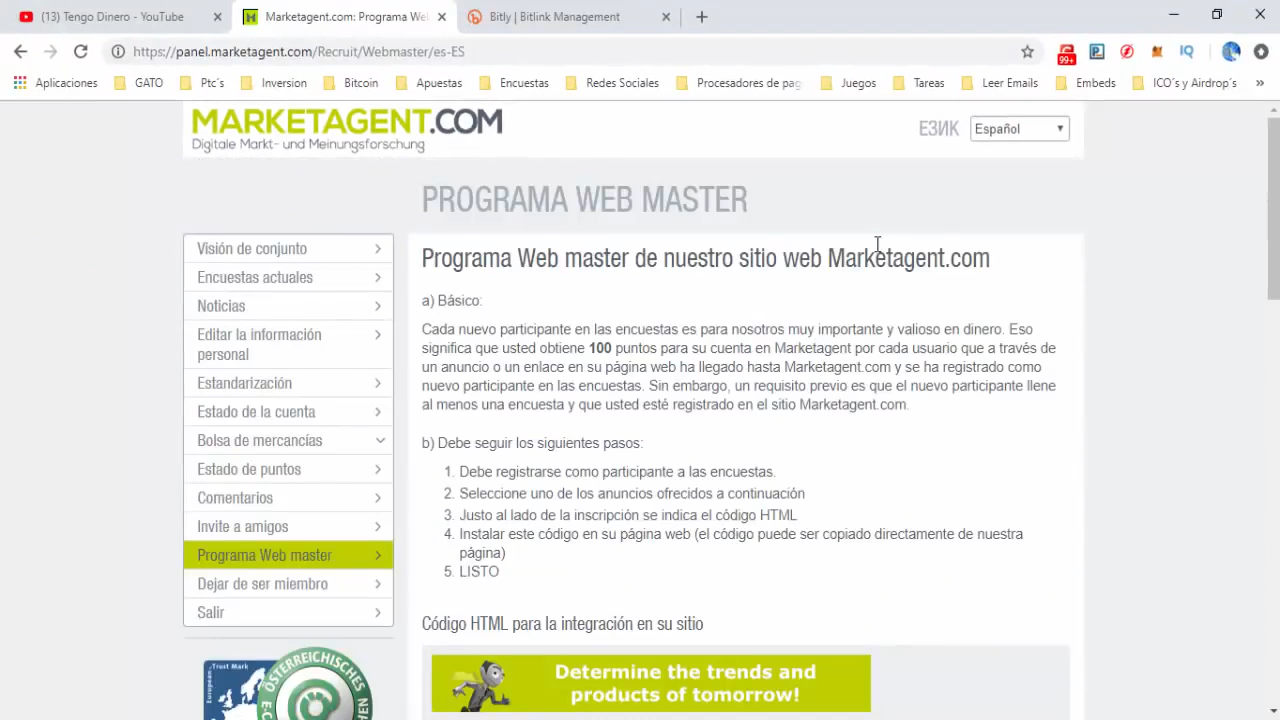 (13) Tengo Dinero - YouTube
Marketagent.com: Programa We
Bitly | Bitlink Management
https://panel.marketagent.com/Recruit/Webmaster/es-ES
99+
IQ
Aplicaciones
GATO
Ptc´s
Inversion
Bitcoin
Apuestas
Encuestas
Redes Sociales
Procesadores de pag
Juegos
Tareas
Leer Emails
Embeds
ICO´s y Airdrop´s
»
MARKETAGENT.COM
Digitale Markt- und Meinungsforschung
ЕЗИК
Español
PROGRAMA WEB MASTER
Visión de conjunto
Encuestas actuales
Noticias
Editar la información
personal
Estandarización
Estado de la cuenta
Bolsa de mercancías
Estado de puntos
Comentarios
Invite a amigos
Programa Web master
Dejar de ser miembro
Salir
Programa Web master de nuestro sitio web Marketagent.com
a) Básico:
Cada nuevo participante en las encuestas es para nosotros muy importante y valioso en dinero. Eso
significa que usted obtiene 100 puntos para su cuenta en Marketagent por cada usuario que a través de
un anuncio o un enlace en su página web ha llegado hasta Marketagent.com y se ha registrado como
nuevo participante en las encuestas. Sin embargo, un requisito previo es que el nuevo participante llene
al menos una encuesta y que usted esté registrado en el sitio Marketagent.com.
b) Debe seguir los siguientes pasos:
1. Debe registrarse como participante a las encuestas.
2. Seleccione uno de los anuncios ofrecidos a continuación
3. Justo al lado de la inscripción se indica el código HTML
4. Instalar este código en su página web (el código puede ser copiado directamente de nuestra
página)
5. LISTO
Código HTML para la integración en su sitio
Determine the trends and
products of tomorrow!
European
Trust Mark
ÖSTERREICHISCHES